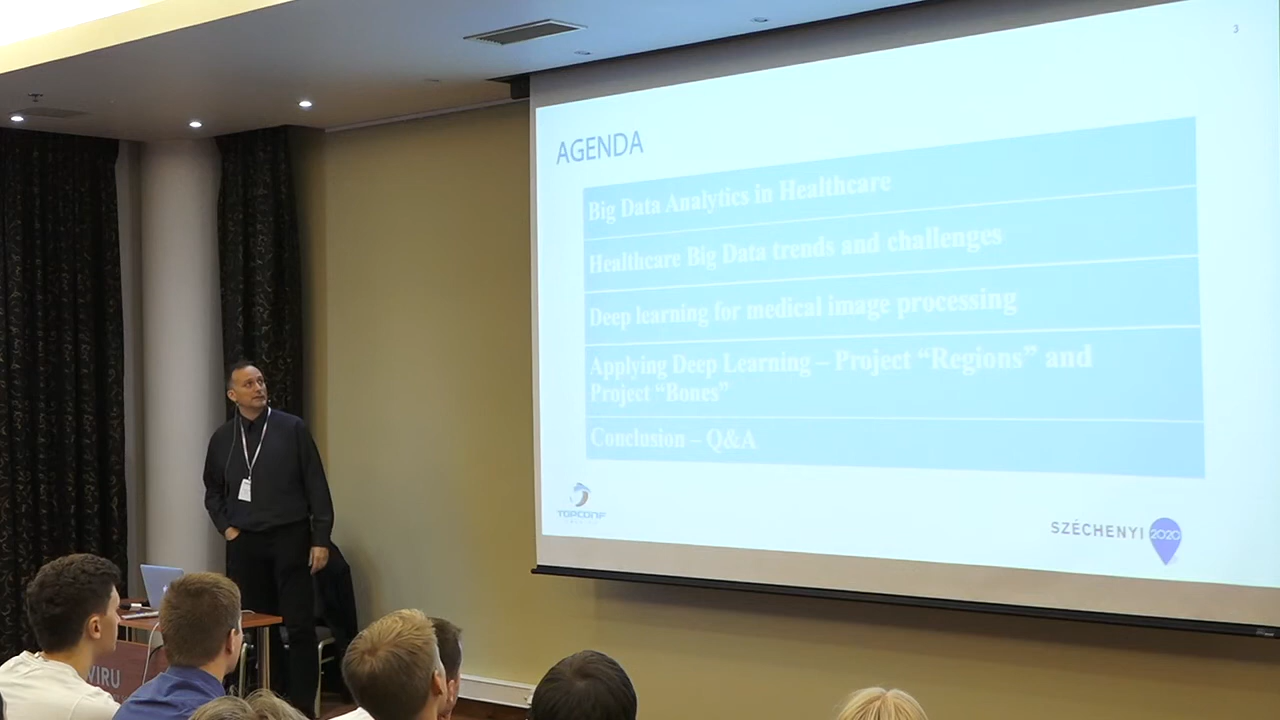 3
AGENDA
Big Data Analytics in Healthcare
Healthcare Big Data trends and challenges
Deep learning for medical image processing
Applying Deep Learning – Project “Regions” and
Project “Bones”
Conclusion – Q&A
TOPCONF
SZÉCHENYI 2020
VIRU